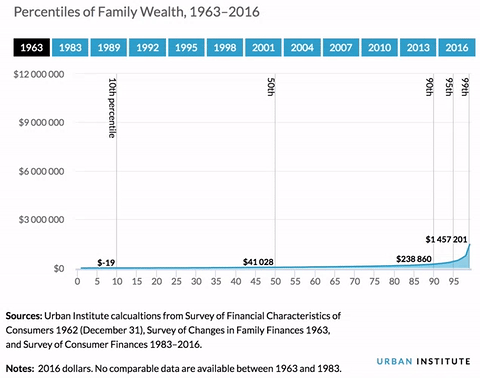 Percentiles of Family Wealth, 1963–2016
1963 1983 1989 1992 1995 1998 2001 2004 2007 2010 2013 2016
$12 000 000
$9 000 000
$6 000 000
$3 000 000
$0
10th percentile
50th
90th
95th
99th
$-19
$41 028
$238 860
$1 457 201
0 5 10 15 20 25 30 35 40 45 50 55 60 65 70 75 80 85 90 95
Sources: Urban Institute calcualtions from Survey of Financial Characteristics of
Consumers 1962 (December 31), Survey of Changes in Family Finances 1963,
and Survey of Consumer Finances 1983–2016.
URBAN INSTITUTE
Notes: 2016 dollars. No comparable data are available between 1963 and 1983.